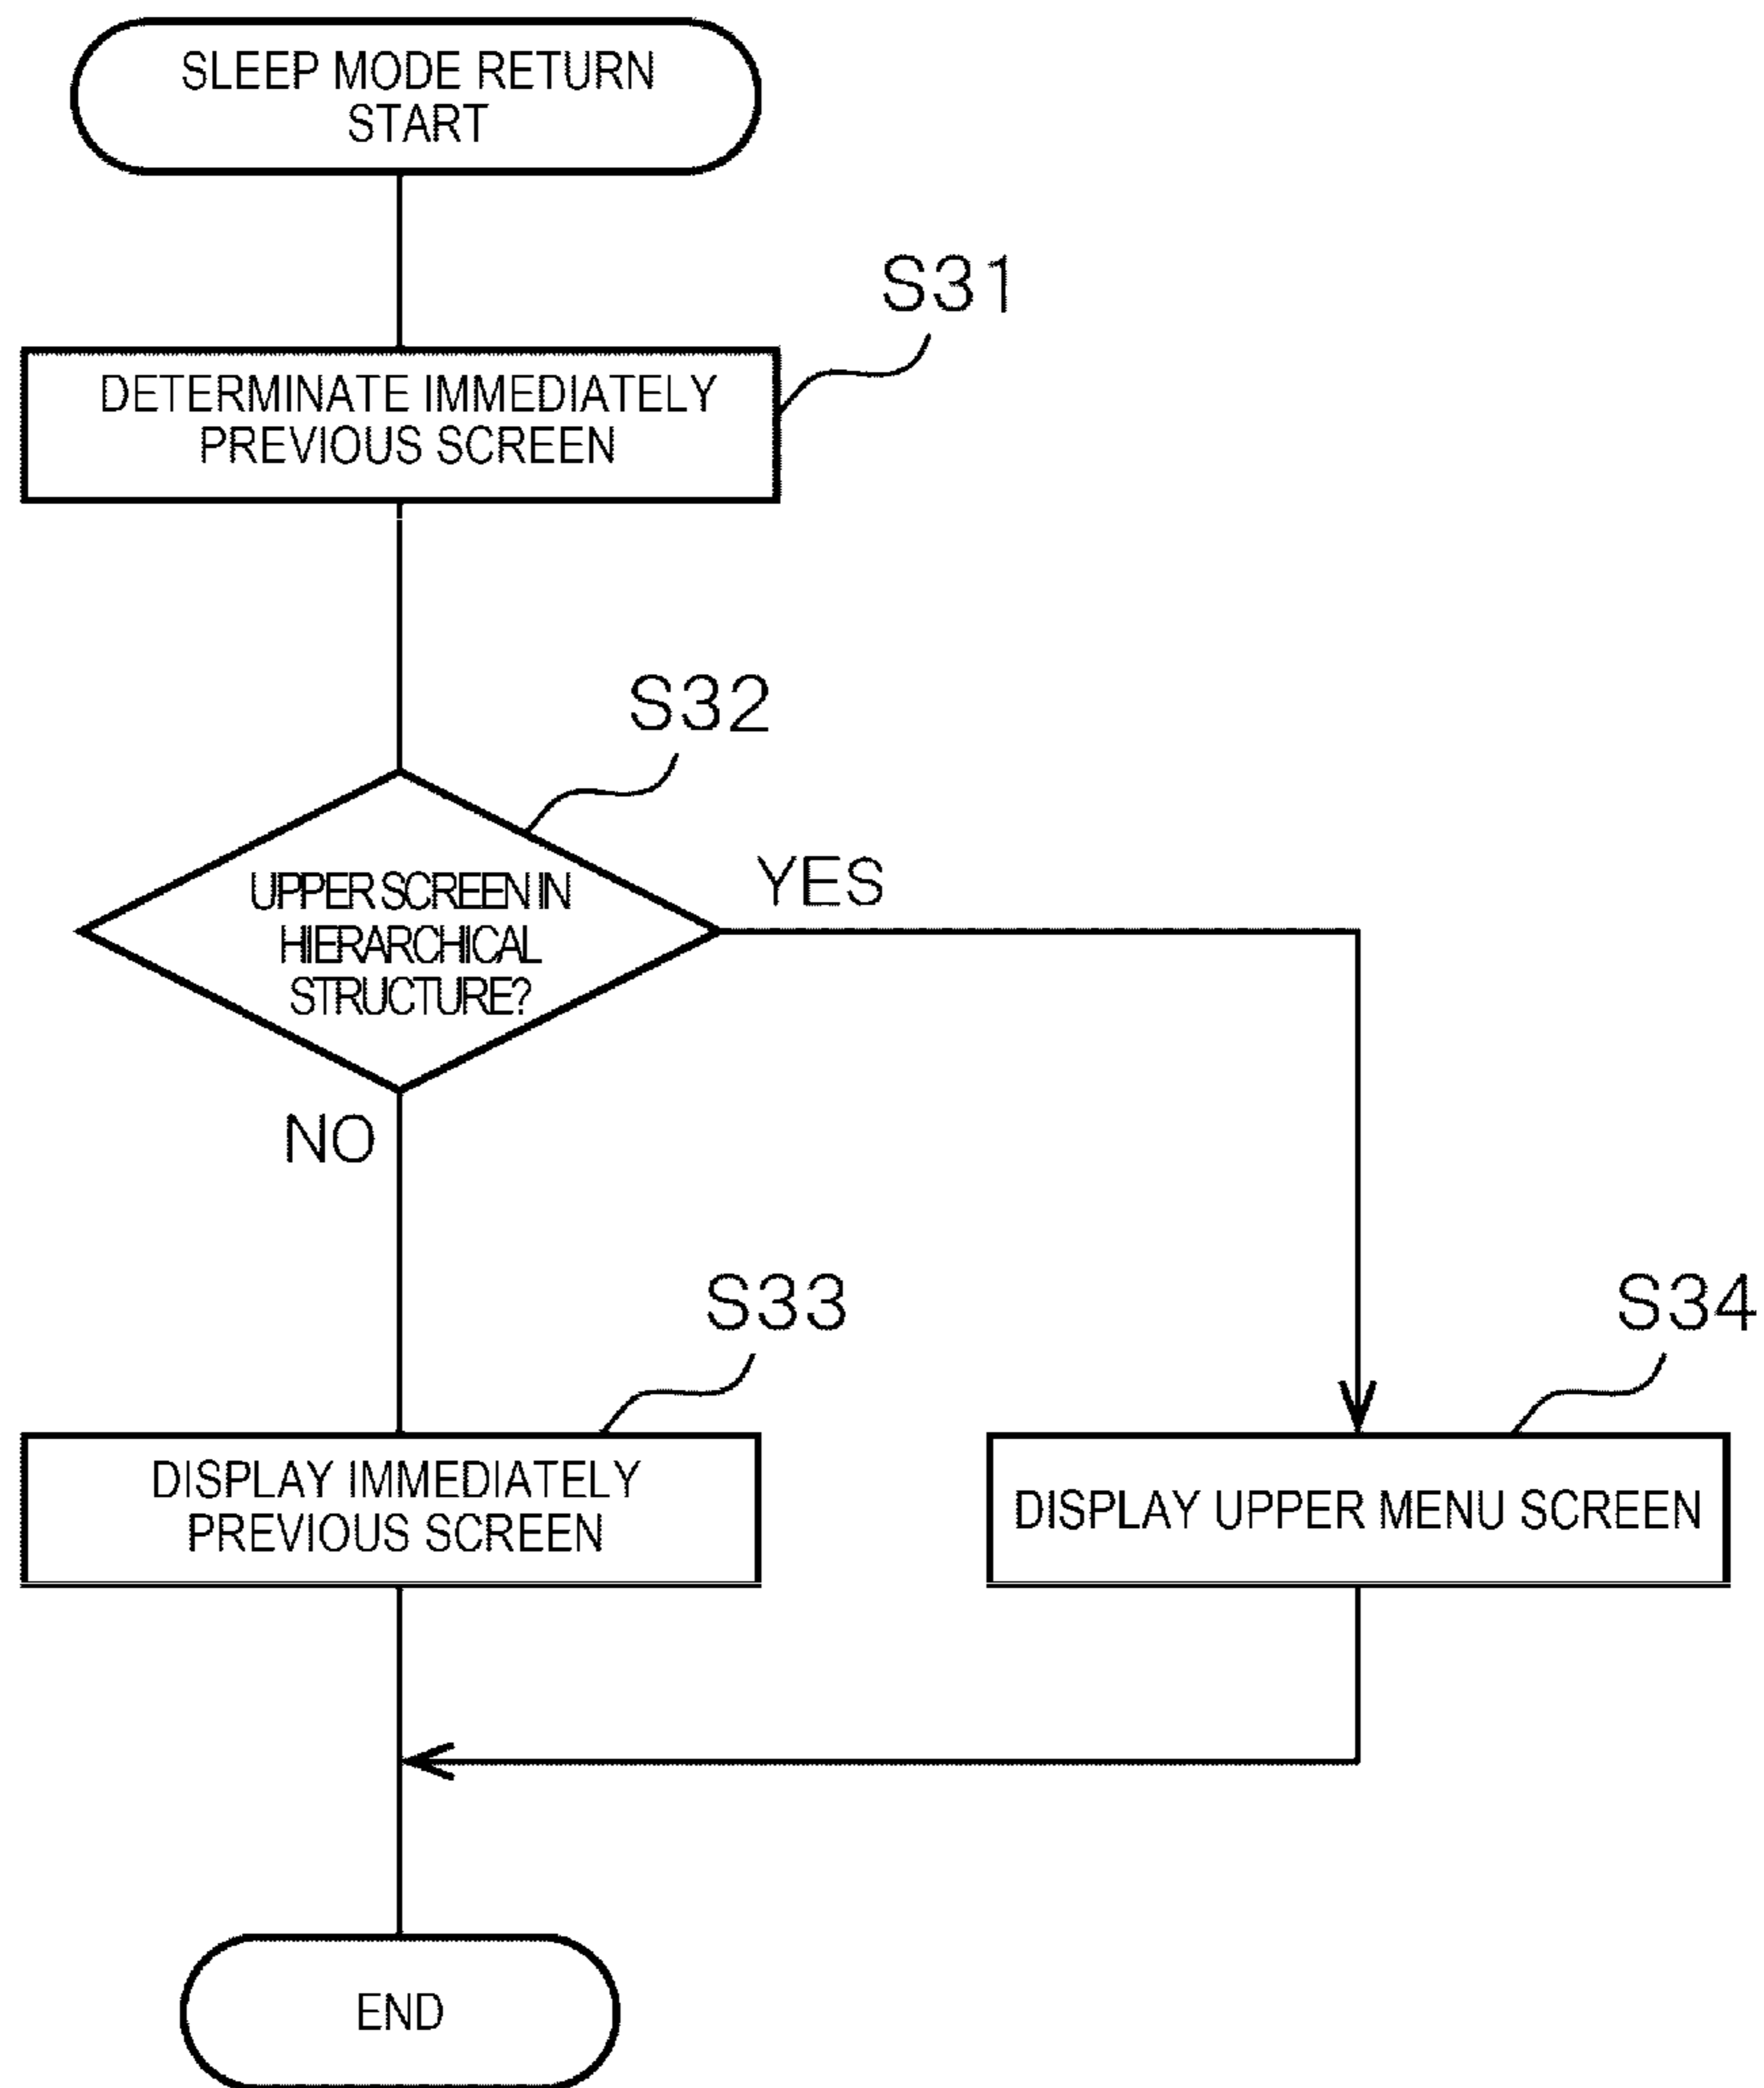 SLEEP MODE RETURN
START
S31
DETERMINATE IMMEDIATELY
PREVIOUS SCREEN
S32
UPPER SCREEN IN
HIERARCHICAL
STRUCTURE?
YES
NO
S33
DISPLAY IMMEDIATELY
PREVIOUS SCREEN
S34
DISPLAY UPPER MENU SCREEN
END